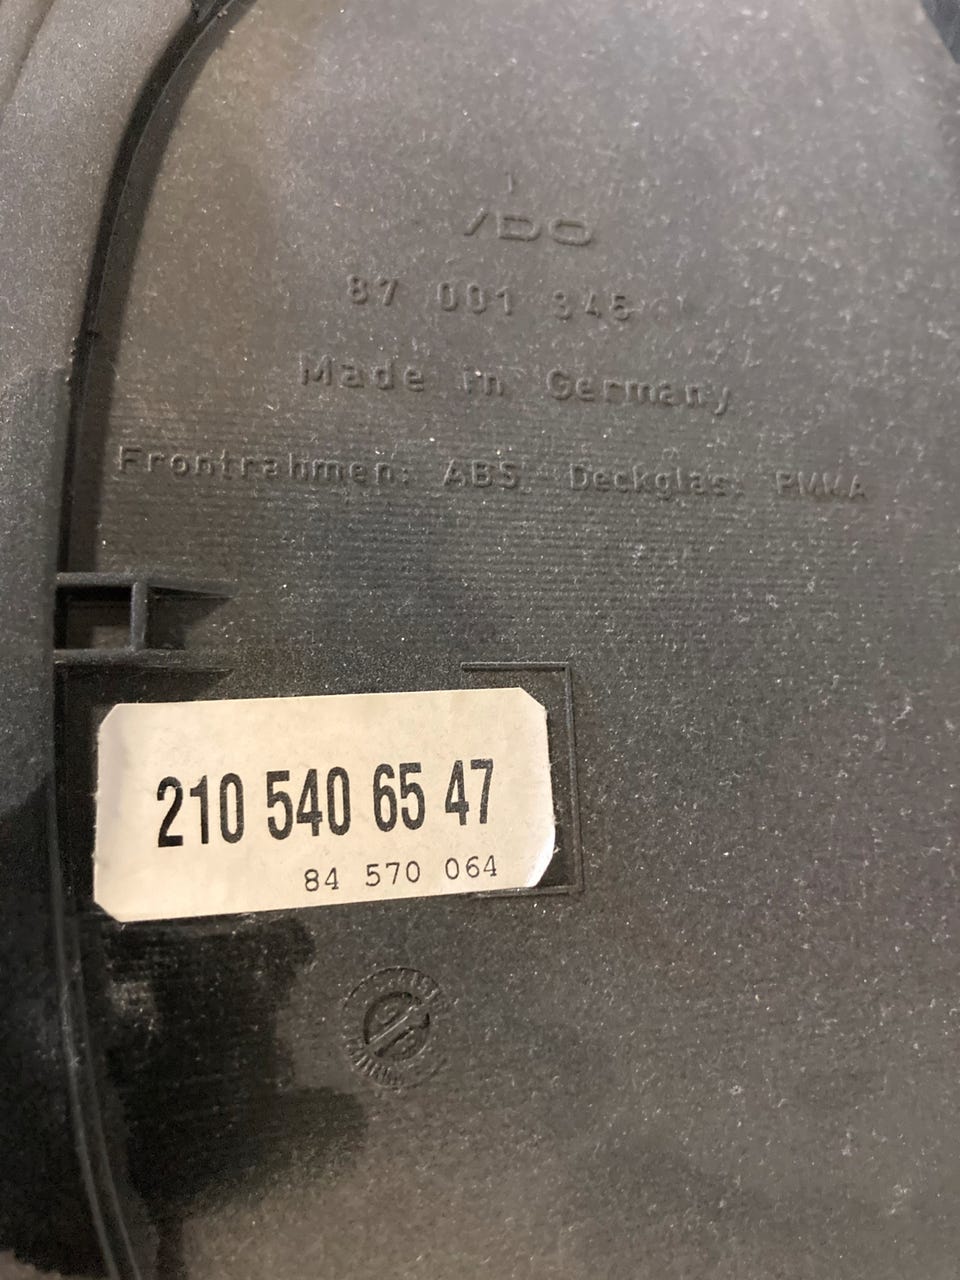 VDO
87 001 345
Made in Germany
Frontrahmen: ABS Deckglas: PMMA
210 540 65 47
84 570 064